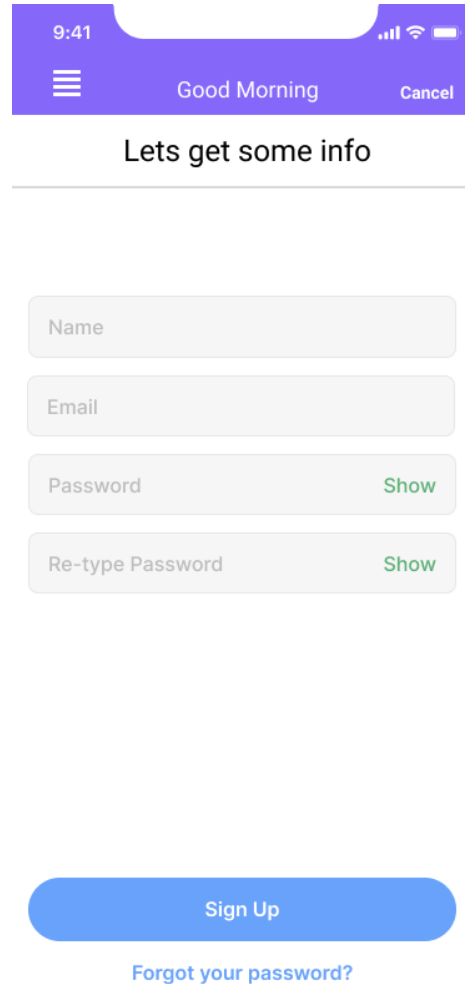 9:41
Good Morning Cancel
Lets get some info
Name
Email
Password Show
Re-type Password Show
Sign Up
Forgot your password?